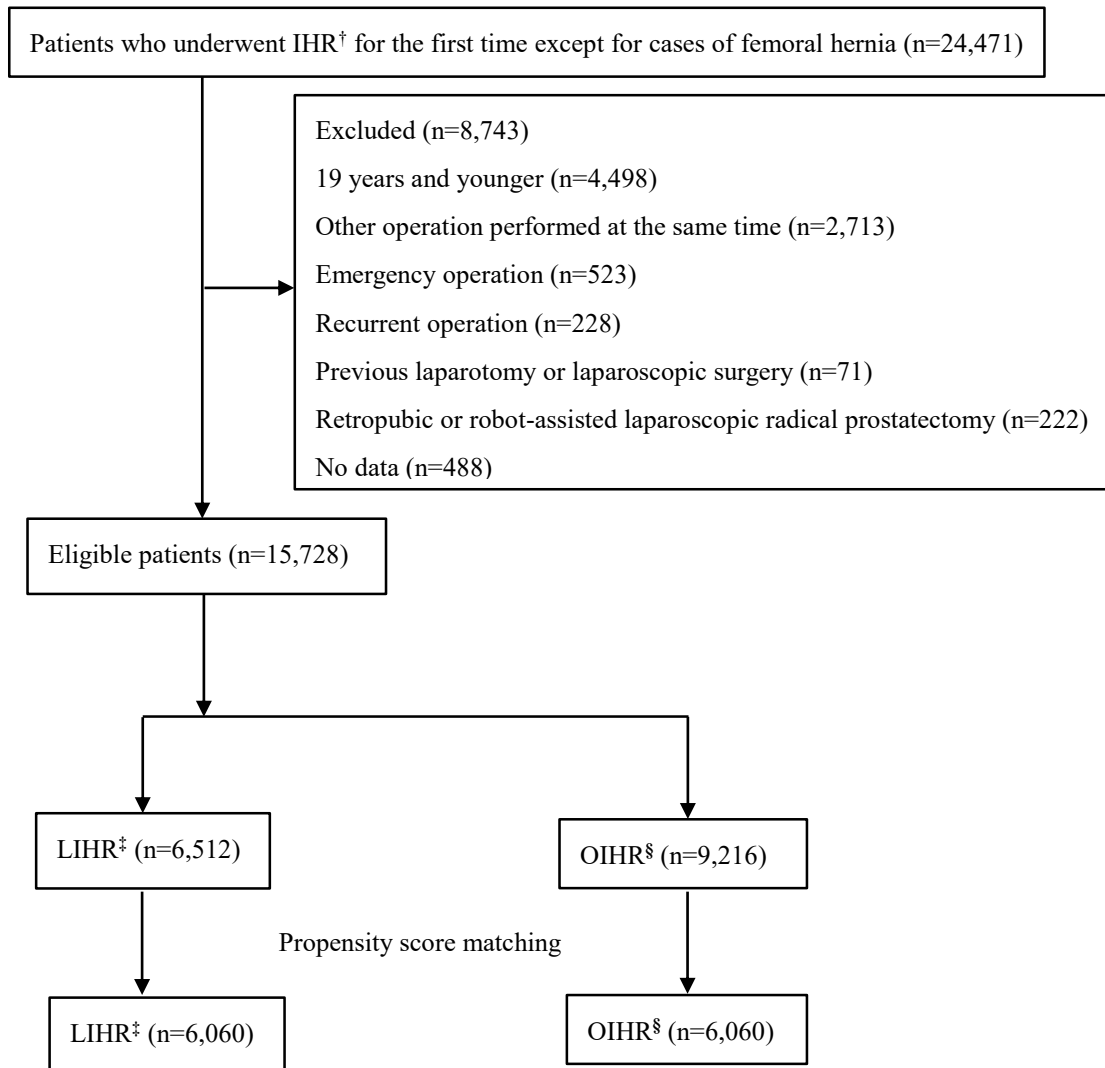 Patients who underwent IHR† for the first time except for cases of femoral hernia (n=24,471)
Excluded (n=8,743)
19 years and younger (n=4,498)
Other operation performed at the same time (n=2,713)
Emergency operation (n=523)
Recurrent operation (n=228)
Previous laparotomy or laparoscopic surgery (n=71)
Retropubic or robot-assisted laparoscopic radical prostatectomy (n=222)
No data (n=488)
Eligible patients (n=15,728)
LIHR‡ (n=6,512)
OIHR§ (n=9,216)
Propensity score matching
LIHR‡ (n=6,060)
OIHR§ (n=6,060)